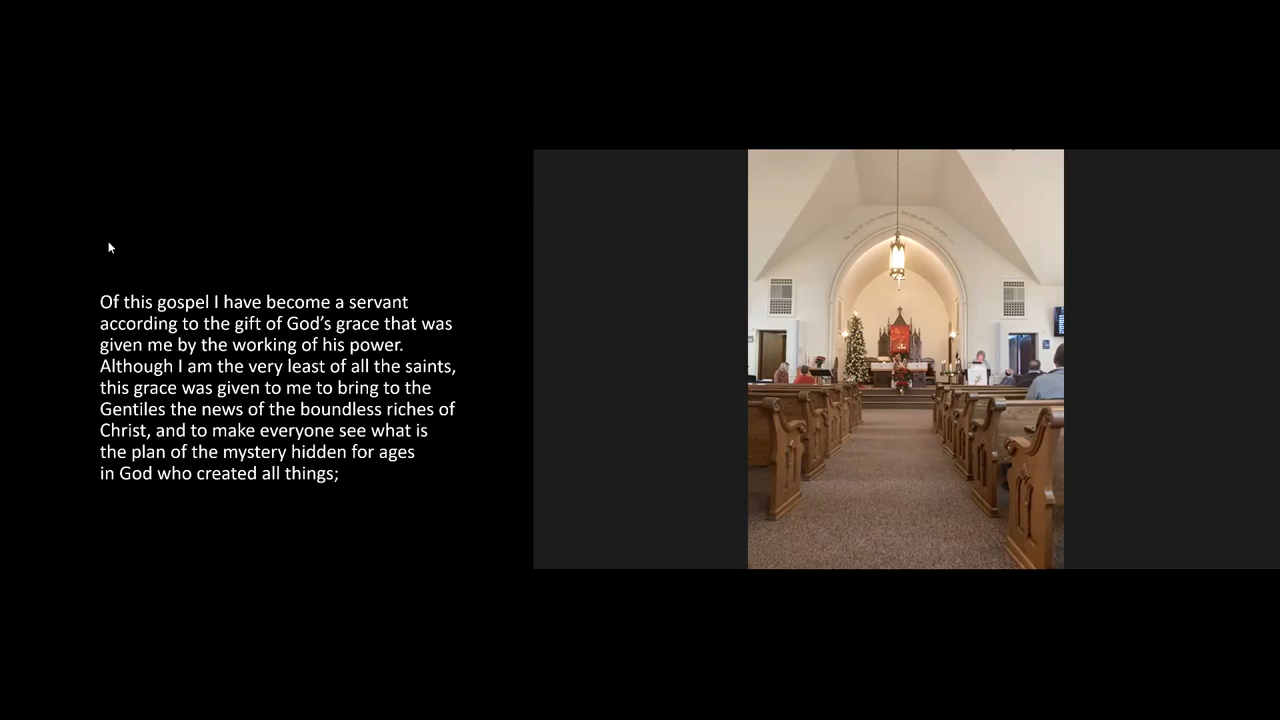 Of this gospel I have become a servant
according to the gift of God’s grace that was
given me by the working of his power.
Although I am the very least of all the saints,
this grace was given to me to bring to the
Gentiles the news of the boundless riches of
Christ, and to make everyone see what is
the plan of the mystery hidden for ages
in God who created all things;